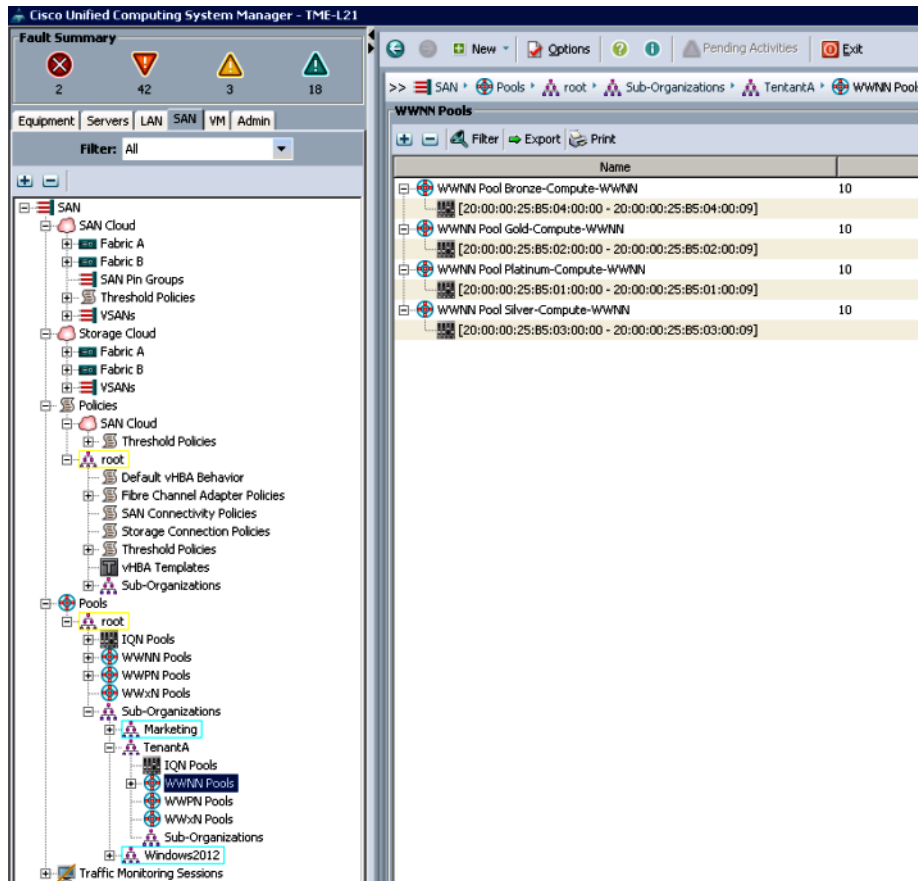 Cisco Unified Computing System Manager - TME-L21
Fault Summary
2 42 3 18
Equipment Servers LAN SAN VM Admin
Filter: All
SAN
SAN Cloud
Fabric A
Fabric B
SAN Pin Groups
Threshold Policies
VSANs
Storage Cloud
Fabric A
Fabric B
VSANs
Policies
SAN Cloud
Threshold Policies
root
Default vHBA Behavior
Fibre Channel Adapter Policies
SAN Connectivity Policies
Storage Connection Policies
Threshold Policies
vHBA Templates
Sub-Organizations
Pools
root
IQN Pools
WWNN Pools
WWPN Pools
WWxN Pools
Sub-Organizations
Marketing
TenantA
IQN Pools
WWNN Pools
WWPN Pools
WWxN Pools
Sub-Organizations
Windows2012
Traffic Monitoring Sessions
New Options Pending Activities Exit
>> SAN Pools root Sub-Organizations TentantA WWNN Pool
WWNN Pools
Filter Export Print
Name
WWNN Pool Bronze-Compute-WWNN 10
[20:00:00:25:B5:04:00:00 - 20:00:00:25:B5:04:00:09]
WWNN Pool Gold-Compute-WWNN 10
[20:00:00:25:B5:02:00:00 - 20:00:00:25:B5:02:00:09]
WWNN Pool Platinum-Compute-WWNN 10
[20:00:00:25:B5:01:00:00 - 20:00:00:25:B5:01:00:09]
WWNN Pool Silver-Compute-WWNN 10
[20:00:00:25:B5:03:00:00 - 20:00:00:25:B5:03:00:09]